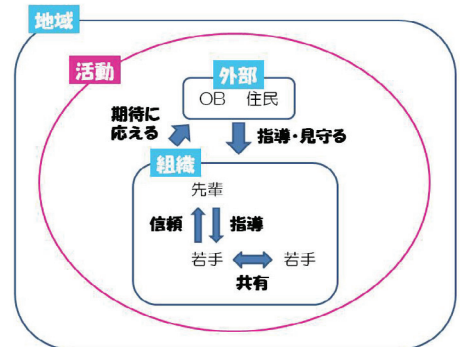 地域
活動
外部
OB 住民
期待に
応える
指導・見守る
組織
先輩
信頼
指導
若手 若手
共有